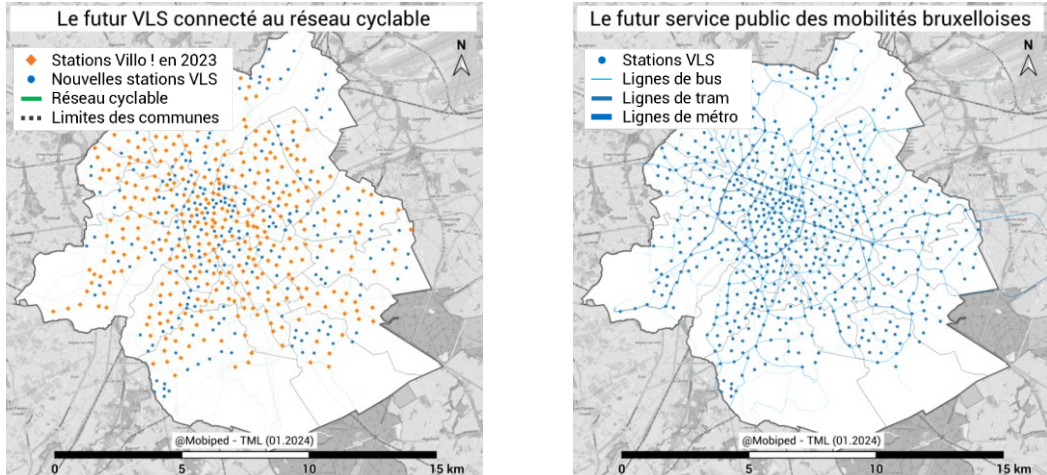 Le futur VLS connecté au réseau cyclable
Stations Villo ! en 2023
Nouvelles stations VLS
Réseau cyclable
Limites des communes
N
@Mobiped - TML (01.2024)
0
5
10
15 km
Le futur service public des mobilités bruxelloises
Stations VLS
Lignes de bus
Lignes de tram
Lignes de métro
N
@Mobiped - TML (01.2024)
0
5
10
15 km